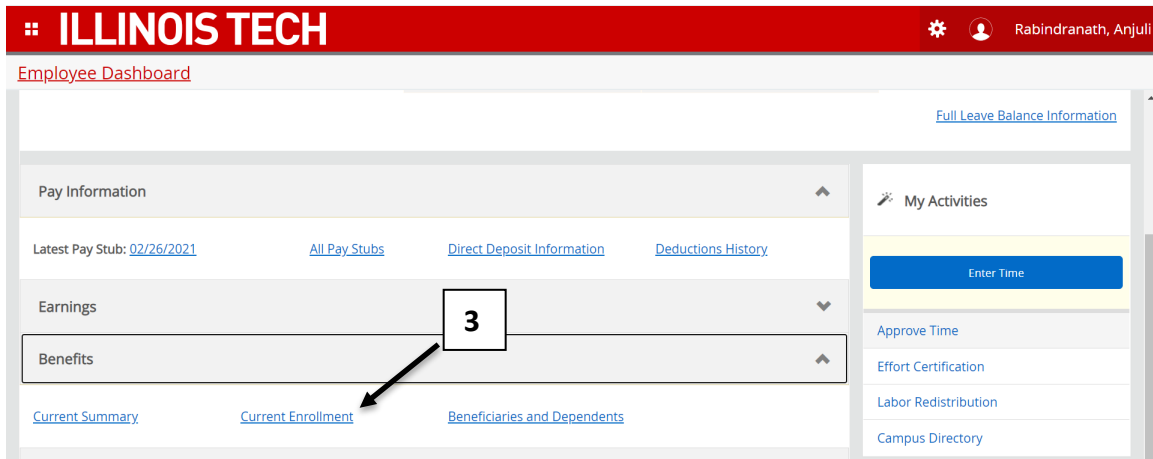 ILLINOIS TECH
Rabindranath, Anjuli
Employee Dashboard
Full Leave Balance Information
Pay Information
Latest Pay Stub: 02/26/2021 All Pay Stubs Direct Deposit Information Deductions History
Earnings
3
Benefits
Current Summary Current Enrollment Beneficiaries and Dependents
My Activities
Enter Time
Approve Time
Effort Certification
Labor Redistribution
Campus Directory